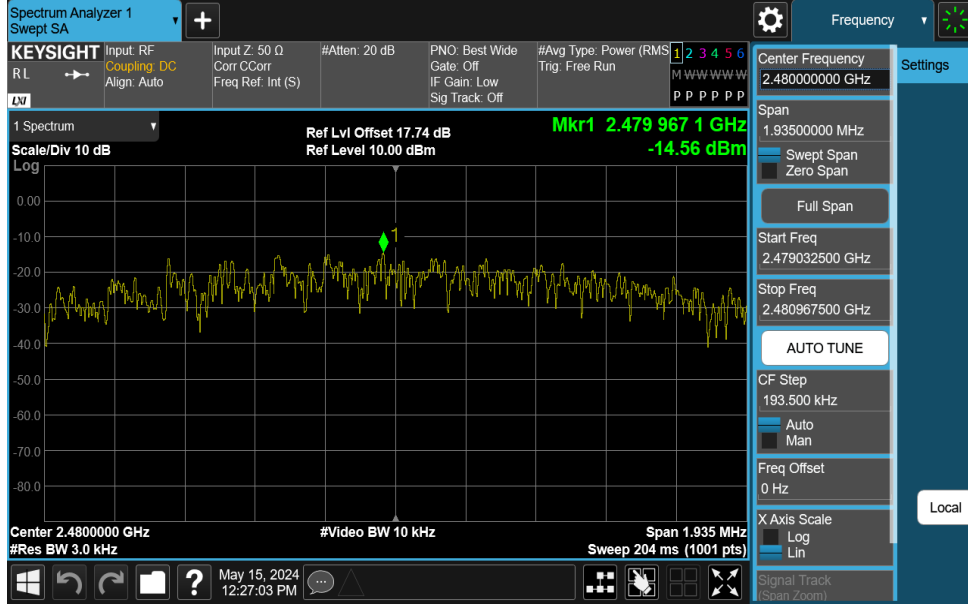 Spectrum Analyzer 1
Swept SA
Frequency
KEYSIGHT
RL
LXI
Input: RF
Coupling: DC
Align: Auto
Input Z: 50 Ω
Corr CCorr
Freq Ref: Int (S)
#Atten: 20 dB
PNO: Best Wide
Gate: Off
IF Gain: Low
Sig Track: Off
#Avg Type: Power (RMS
Trig: Free Run
1 2 3 4 5 6
M W W W W W
P P P P P P
1 Spectrum
Scale/Div 10 dB
Log
Ref Lvl Offset 17.74 dB
Ref Level 10.00 dBm
Mkr1 2.479 967 1 GHz
-14.56 dBm
1
0.00
-10.0
-20.0
-30.0
-40.0
-50.0
-60.0
-70.0
-80.0
Center 2.4800000 GHz
#Res BW 3.0 kHz
#Video BW 10 kHz
Span 1.935 MHz
Sweep 204 ms (1001 pts)
May 15, 2024
12:27:03 PM
Center Frequency
2.480000000 GHz
Span
1.93500000 MHz
Swept Span
Zero Span
Full Span
Start Freq
2.479032500 GHz
Stop Freq
2.480967500 GHz
AUTO TUNE
CF Step
193.500 kHz
Auto
Man
Freq Offset
0 Hz
X Axis Scale
Log
Lin
Signal Track
(Span Zoom)
Settings
Local